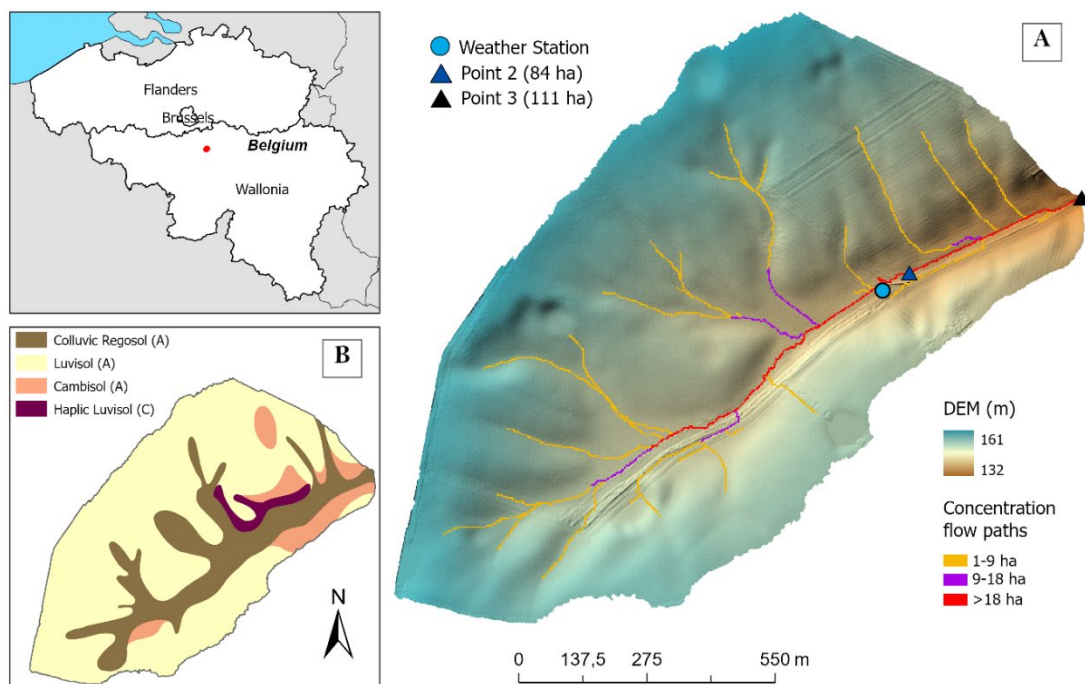 Flanders
Brussels
Belgium
Wallonia
A
Weather Station
Point 2 (84 ha)
Point 3 (111 ha)
B
Colluvic Regosol (A)
Luvisol (A)
Cambisol (A)
Haplic Luvisol (C)
N
DEM (m)
161
132
Concentration
flow paths
1-9 ha
9-18 ha
>18 ha
0 137,5 275 550 m